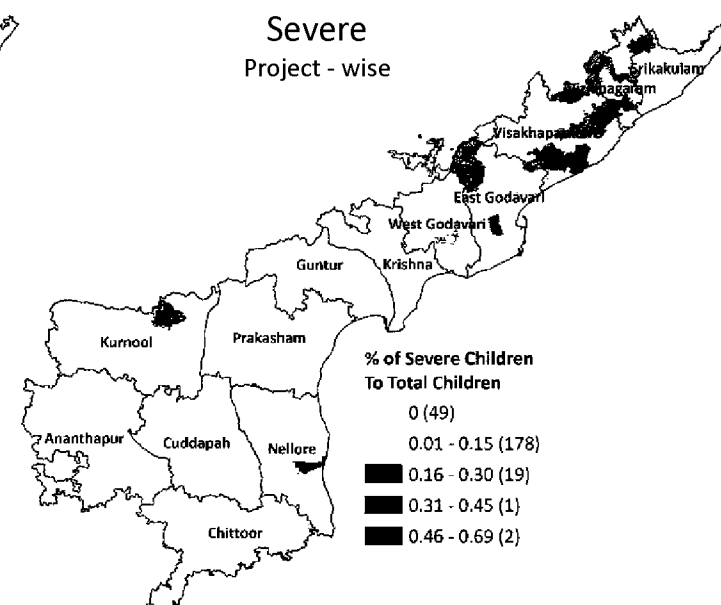 Severe
Project - wise
Srikakulam
Visakhapatnam
East Godavari
West Godavari
Guntur
Krishna
Kurnool
Prakasham
% of Severe Children
To Total Children
0 (49)
0.01 - 0.15 (178)
Ananthapur
Cuddapah
Nellore
0.16 - 0.30 (19)
0.31 - 0.45 (1)
Chittoor
0.46 - 0.69 (2)